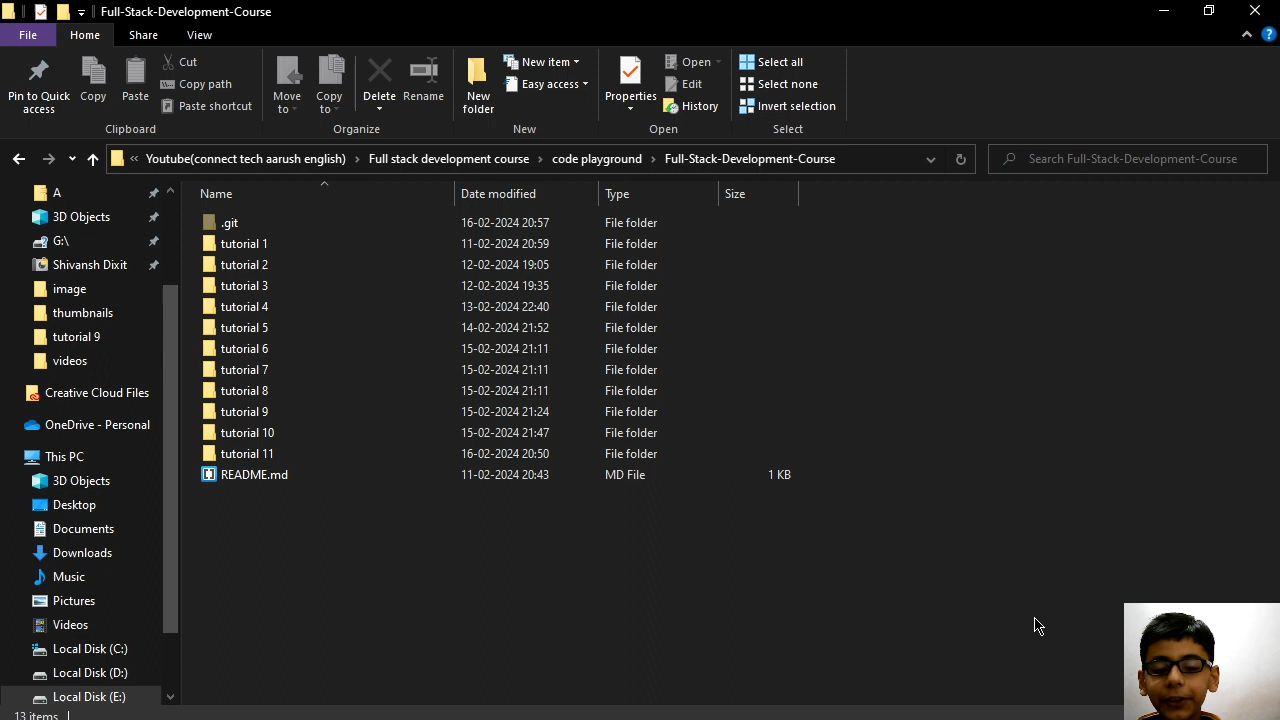 Full-Stack-Development-Course
File Home Share View
Pin to Quick access
Copy
Paste
Cut
Copy path
Paste shortcut
Clipboard
Move to
Copy to
Delete
Rename
Organize
New folder
New item
Easy access
New
Properties
Open
Edit
History
Open
Select all
Select none
Invert selection
Select
« Youtube(connect tech aarush english) › Full stack development course › code playground › Full-Stack-Development-Course
Search Full-Stack-Development-Course
A
3D Objects
G:\
Shivansh Dixit
image
thumbnails
tutorial 9
videos
Creative Cloud Files
OneDrive - Personal
This PC
3D Objects
Desktop
Documents
Downloads
Music
Pictures
Videos
Local Disk (C:)
Local Disk (D:)
Local Disk (E:)
Name Date modified Type Size
.git 16-02-2024 20:57 File folder
tutorial 1 11-02-2024 20:59 File folder
tutorial 2 12-02-2024 19:05 File folder
tutorial 3 12-02-2024 19:35 File folder
tutorial 4 13-02-2024 22:40 File folder
tutorial 5 14-02-2024 21:52 File folder
tutorial 6 15-02-2024 21:11 File folder
tutorial 7 15-02-2024 21:11 File folder
tutorial 8 15-02-2024 21:11 File folder
tutorial 9 15-02-2024 21:24 File folder
tutorial 10 15-02-2024 21:47 File folder
tutorial 11 16-02-2024 20:50 File folder
README.md 11-02-2024 20:43 MD File 1 KB
13 items